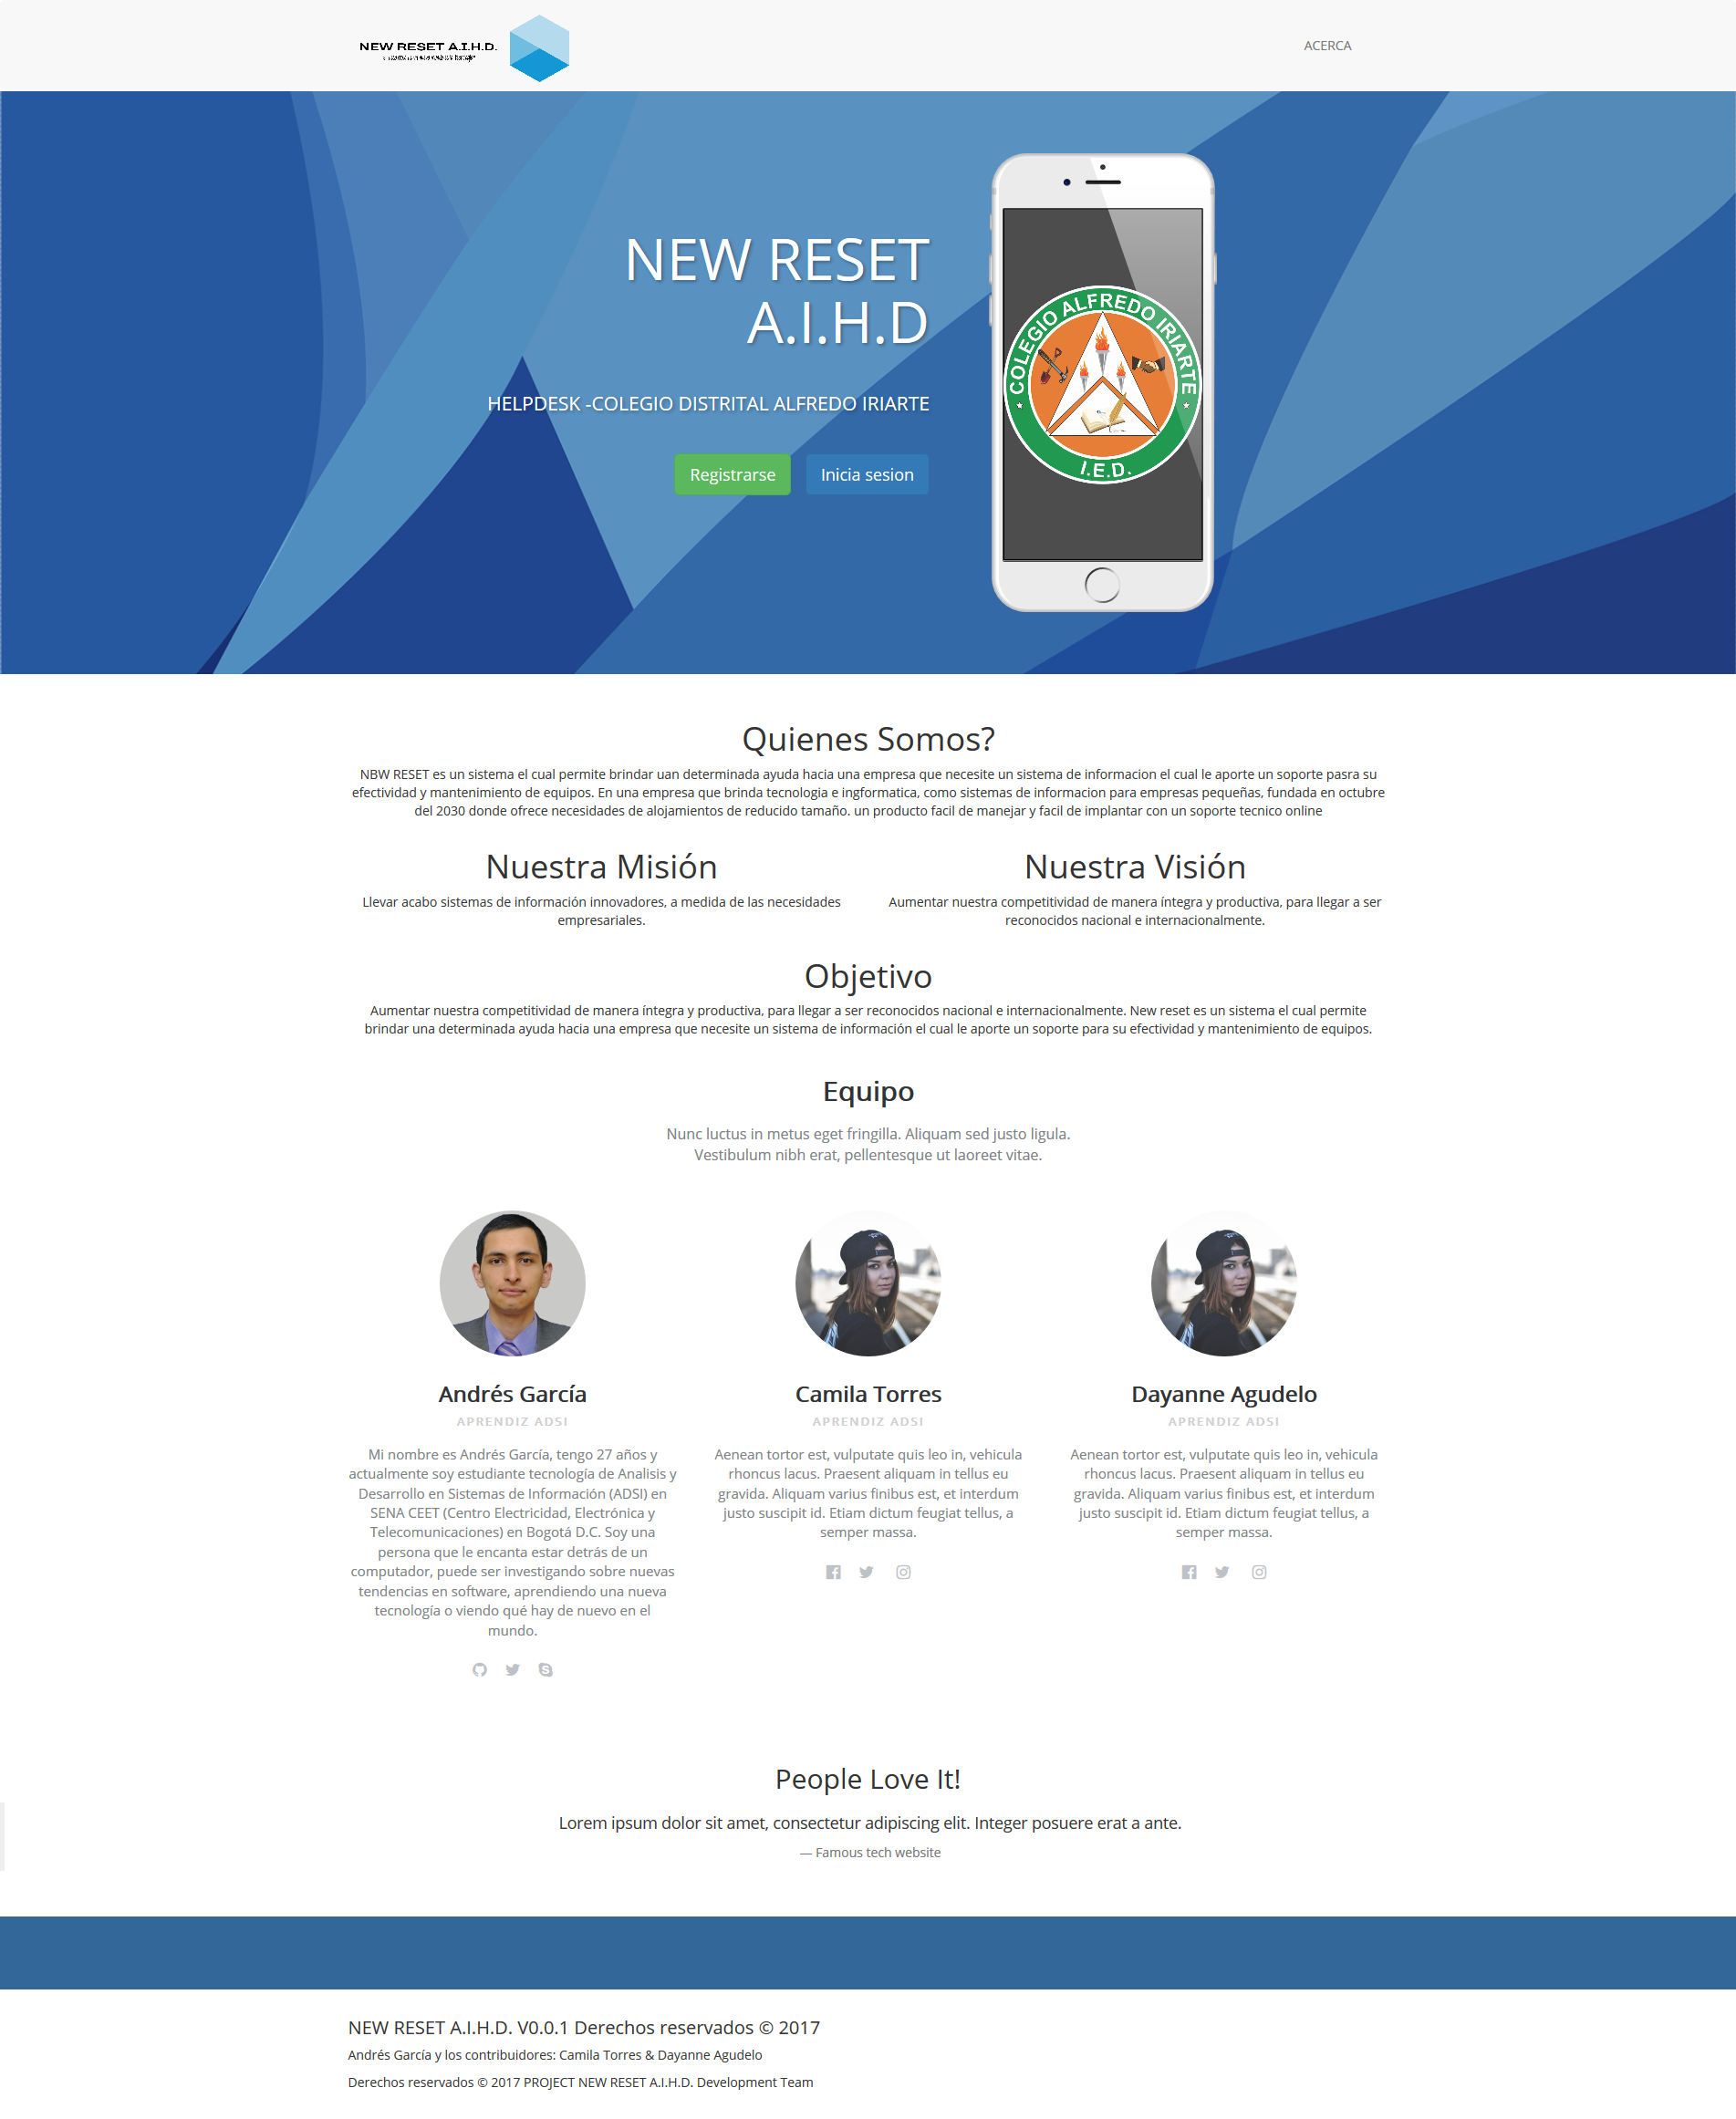 NEW RESET A.I.H.D.
ACERCA
NEW RESET
A.I.H.D
HELPDESK -COLEGIO DISTRITAL ALFREDO IRIARTE
Registrarse
Inicia sesion
COLEGIO ALFREDO IRIARTE
I.E.D.
Quienes Somos?
NBW RESET es un sistema el cual permite brindar uan determinada ayuda hacia una empresa que necesite un sistema de informacion el cual le aporte un soporte pasra su
efectividad y mantenimiento de equipos. En una empresa que brinda tecnologia e ingformatica, como sistemas de informacion para empresas pequeñas, fundada en octubre
del 2030 donde ofrece necesidades de alojamientos de reducido tamaño. un producto facil de manejar y facil de implantar con un soporte tecnico online
Nuestra Misión
Llevar acabo sistemas de información innovadores, a medida de las necesidades
empresariales.
Nuestra Visión
Aumentar nuestra competitividad de manera íntegra y productiva, para llegar a ser
reconocidos nacional e internacionalmente.
Objetivo
Aumentar nuestra competitividad de manera íntegra y productiva, para llegar a ser reconocidos nacional e internacionalmente. New reset es un sistema el cual permite
brindar una determinada ayuda hacia una empresa que necesite un sistema de información el cual le aporte un soporte para su efectividad y mantenimiento de equipos.
Equipo
Nunc luctus in metus eget fringilla. Aliquam sed justo ligula.
Vestibulum nibh erat, pellentesque ut laoreet vitae.
Andrés García
APRENDIZ ADSI
Mi nombre es Andrés García, tengo 27 años y
actualmente soy estudiante tecnología de Analisis y
Desarrollo en Sistemas de Información (ADSI) en
SENA CEET (Centro Electricidad, Electrónica y
Telecomunicaciones) en Bogotá D.C. Soy una
persona que le encanta estar detrás de un
computador, puede ser investigando sobre nuevas
tendencias en software, aprendiendo una nueva
tecnología o viendo qué hay de nuevo en el
mundo.
Camila Torres
APRENDIZ ADSI
Aenean tortor est, vulputate quis leo in, vehicula
rhoncus lacus. Praesent aliquam in tellus eu
gravida. Aliquam varius finibus est, et interdum
justo suscipit id. Etiam dictum feugiat tellus, a
semper massa.
Dayanne Agudelo
APRENDIZ ADSI
Aenean tortor est, vulputate quis leo in, vehicula
rhoncus lacus. Praesent aliquam in tellus eu
gravida. Aliquam varius finibus est, et interdum
justo suscipit id. Etiam dictum feugiat tellus, a
semper massa.
People Love It!
Lorem ipsum dolor sit amet, consectetur adipiscing elit. Integer posuere erat a ante.
— Famous tech website
NEW RESET A.I.H.D. V0.0.1 Derechos reservados © 2017
Andrés García y los contribuidores: Camila Torres & Dayanne Agudelo
Derechos reservados © 2017 PROJECT NEW RESET A.I.H.D. Development Team